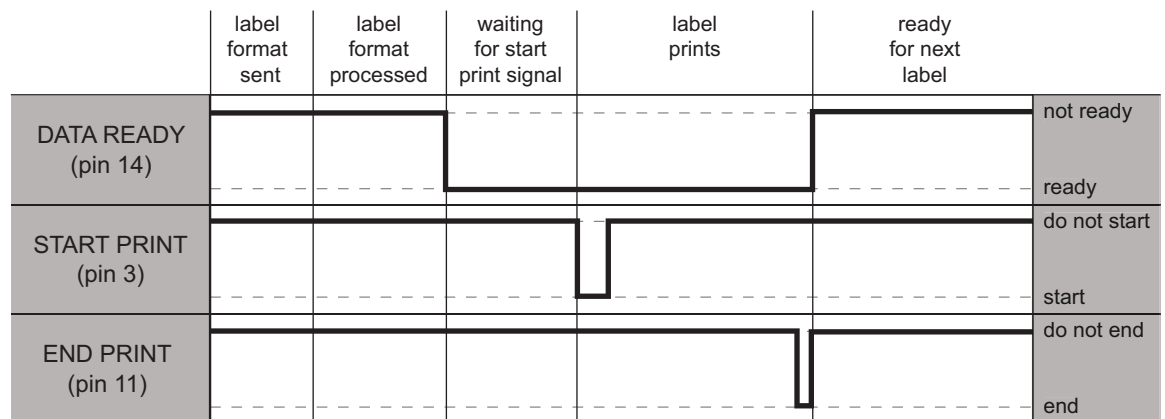 label
format
sent
label
format
processed
waiting
for start
print signal
label
prints
ready
for next
label
DATA READY
(pin 14)
not ready
ready
START PRINT
(pin 3)
do not start
start
END PRINT
(pin 11)
do not end
end